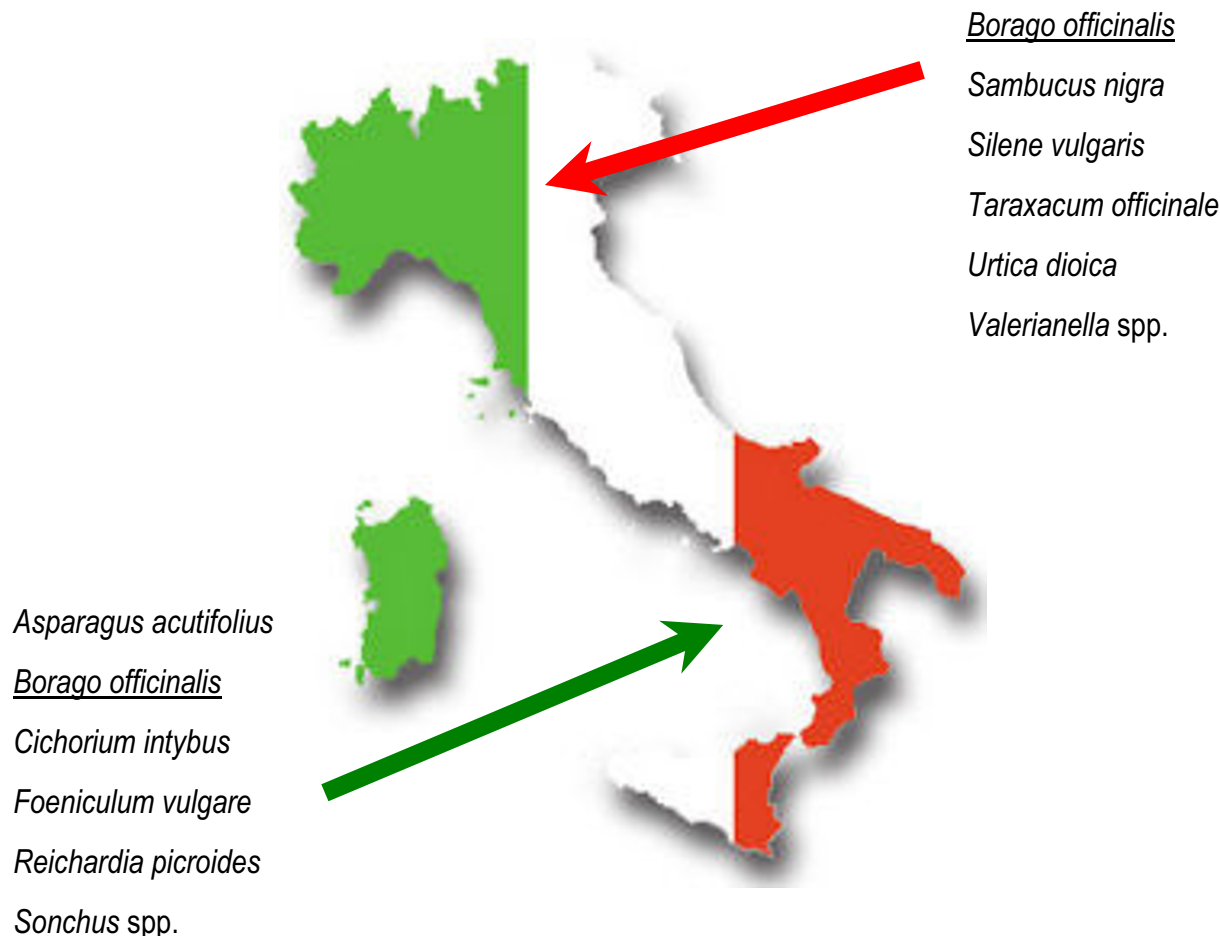 Borago officinalis
Sambucus nigra
Silene vulgaris
Taraxacum officinale
Urtica dioica
Valerianella spp.
Asparagus acutifolius
Borago officinalis
Cichorium intybus
Foeniculum vulgare
Reichardia picroides
Sonchus spp.